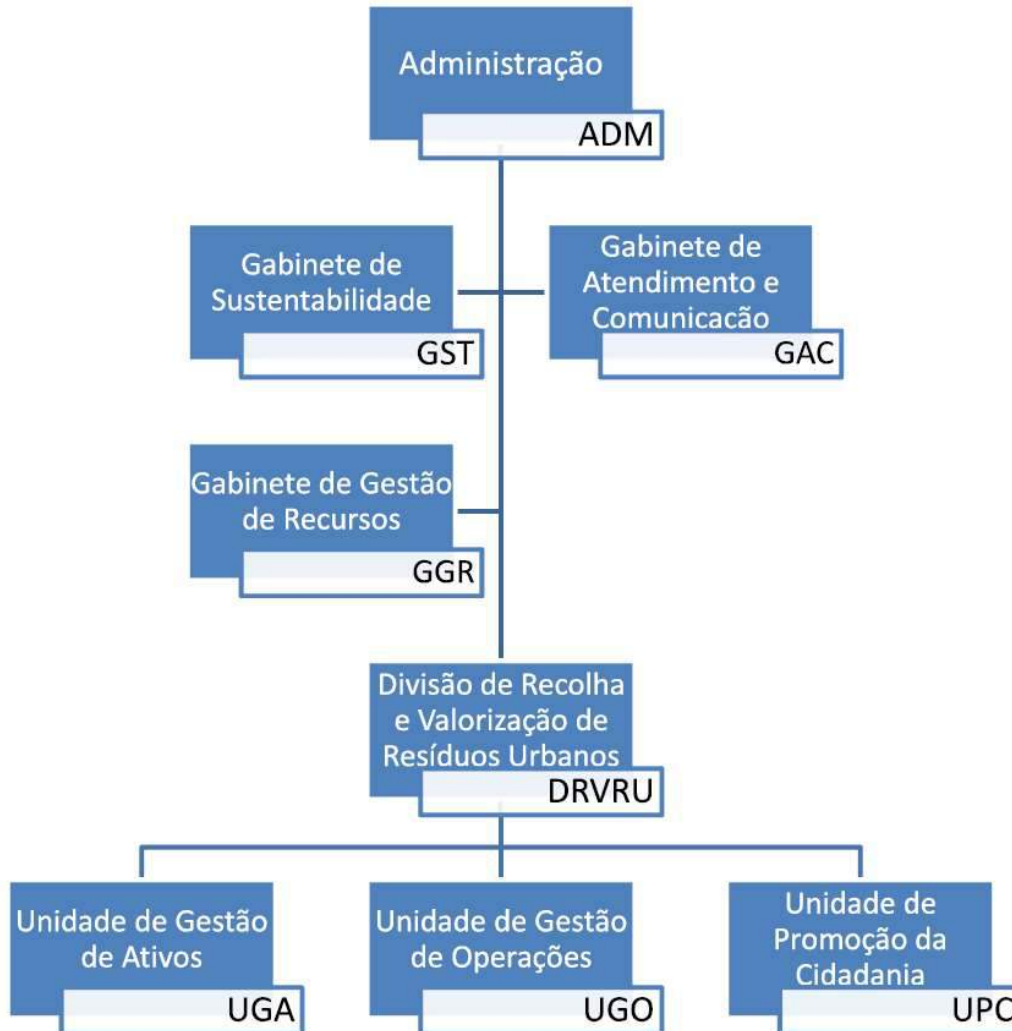 Administração
ADM
Gabinete de
Sustentabilidade
GST
Gabinete de
Atendimento e
Comunicação
GAC
Gabinete de Gestão
de Recursos
GGR
Divisão de Recolha
e Valorização de
Resíduos Urbanos
DRVRU
Unidade de Gestão
de Ativos
UGA
Unidade de Gestão
de Operações
UGO
Unidade de
Promoção da
Cidadania
UPC